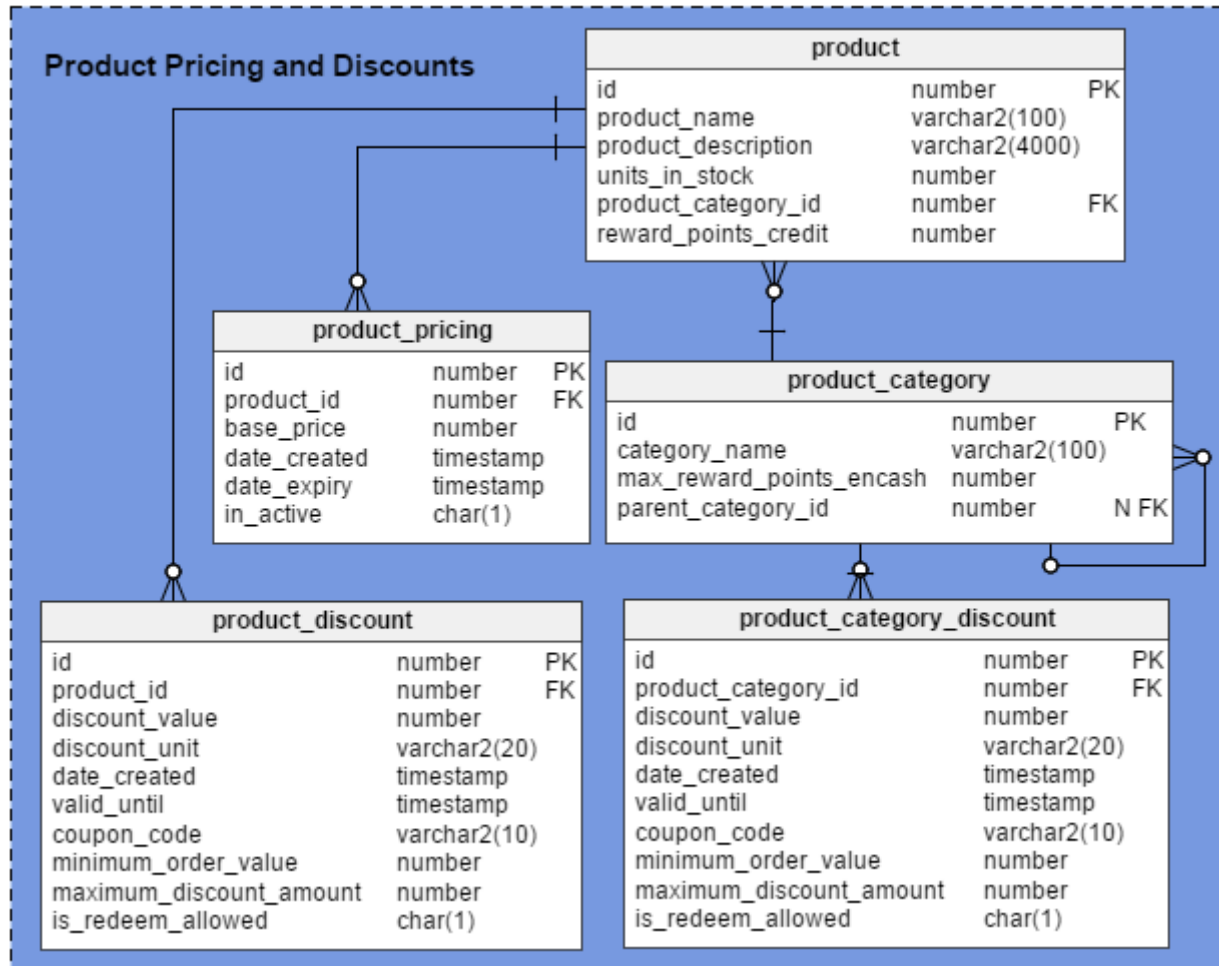 Product Pricing and Discounts
product
id number PK
product_name varchar2(100)
product_description varchar2(4000)
units_in_stock number
product_category_id number FK
reward_points_credit number
product_pricing
id number PK
product_id number FK
base_price number
date_created timestamp
date_expiry timestamp
in_active char(1)
product_category
id number PK
category_name varchar2(100)
max_reward_points_encash number
parent_category_id number N FK
product_discount
id number PK
product_id number FK
discount_value number
discount_unit varchar2(20)
date_created timestamp
valid_until timestamp
coupon_code varchar2(10)
minimum_order_value number
maximum_discount_amount number
is_redeem_allowed char(1)
product_category_discount
id number PK
product_category_id number FK
discount_value number
discount_unit varchar2(20)
date_created timestamp
valid_until timestamp
coupon_code varchar2(10)
minimum_order_value number
maximum_discount_amount number
is_redeem_allowed char(1)